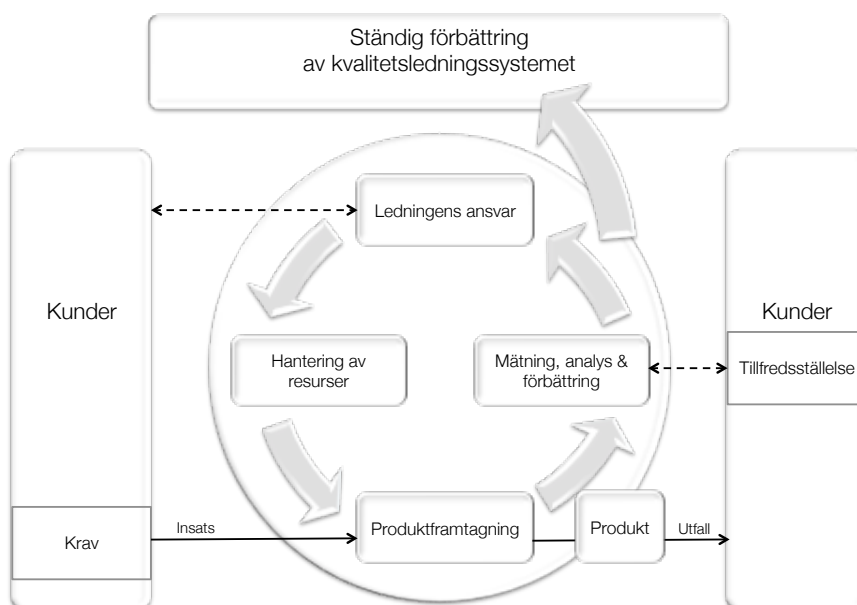 Ständig förbättring
av kvalitetsledningssystemet
Ledningens ansvar
Kunder
Kunder
Hantering av
resurser
Mätning, analys &
förbättring
Tillfredsställelse
Krav
Insats
Produktframtagning
Produkt
Utfall